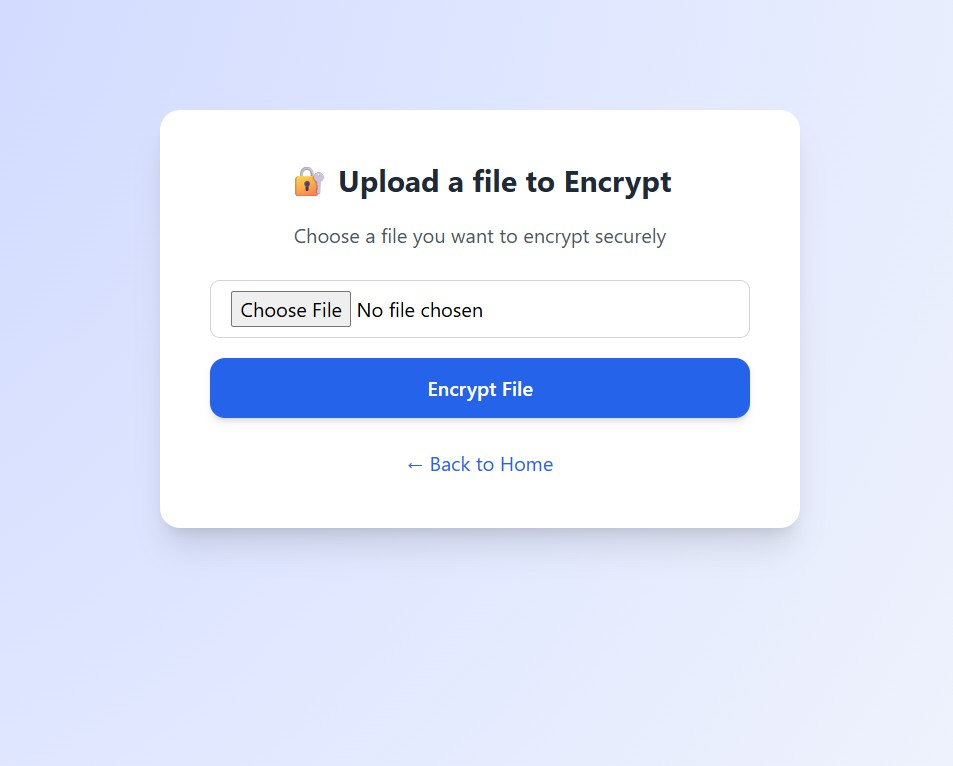 🔐 Upload a file to Encrypt
Choose a file you want to encrypt securely
Choose File No file chosen
Encrypt File
← Back to Home